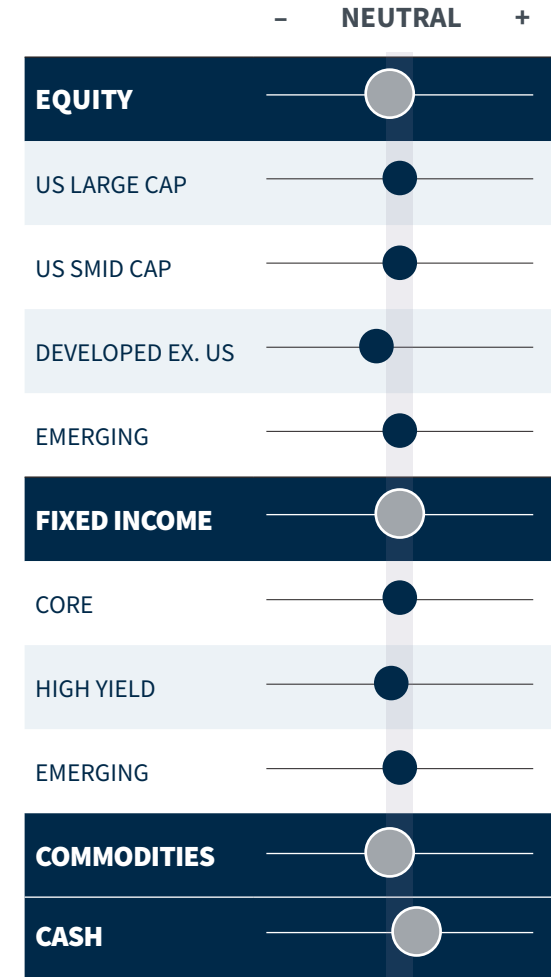 – NEUTRAL +
EQUITY
US LARGE CAP
US SMID CAP
DEVELOPED EX. US
EMERGING
FIXED INCOME
CORE
HIGH YIELD
EMERGING
COMMODITIES
CASH